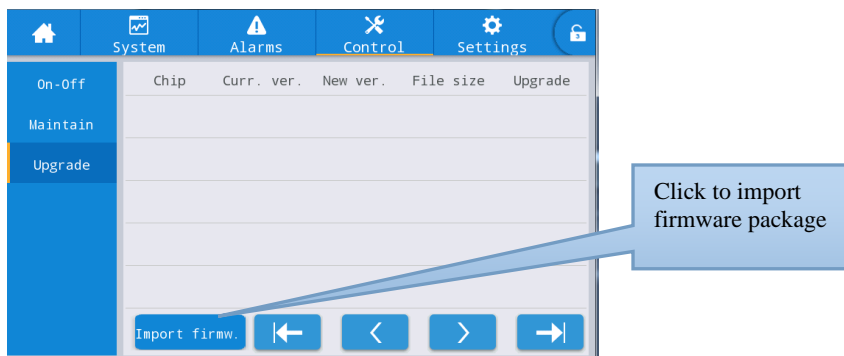 System Alarms Control Settings 3
On-Off
Maintain
Upgrade
Chip Curr. ver. New ver. File size Upgrade
Click to import
firmware package
Import firmw.